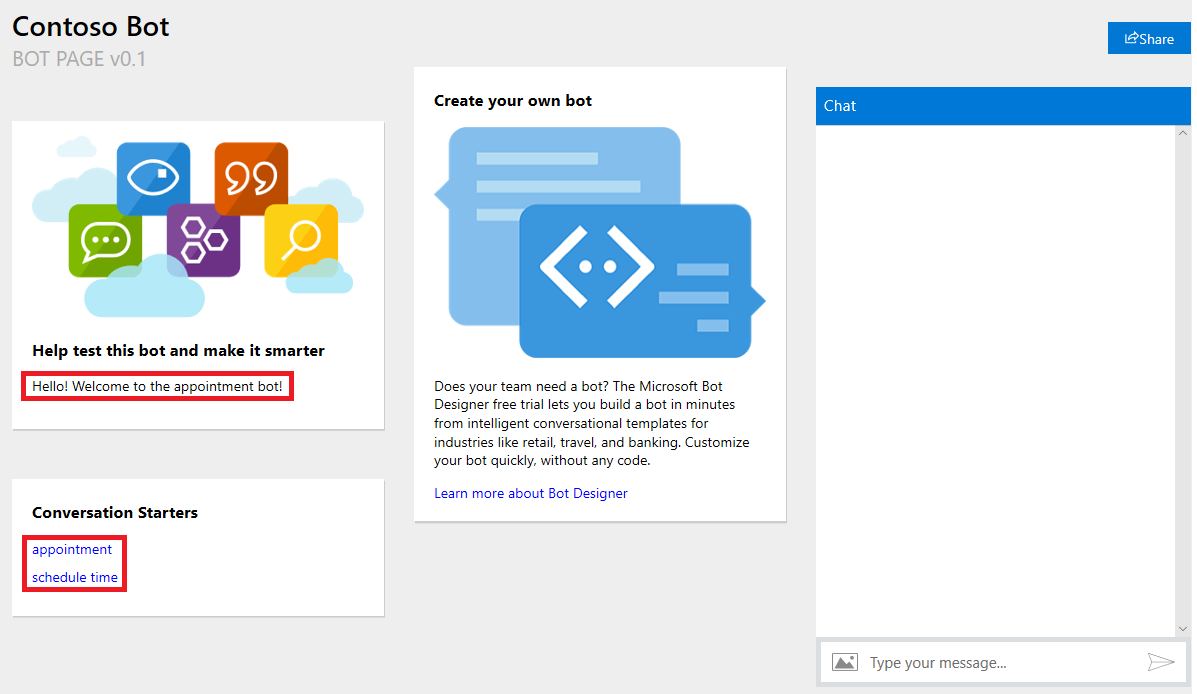 Contoso Bot
BOT PAGE v0.1
Share
Help test this bot and make it smarter
Hello! Welcome to the appointment bot!
Conversation Starters
appointment
schedule time
Create your own bot
Does your team need a bot? The Microsoft Bot
Designer free trial lets you build a bot in minutes
from intelligent conversational templates for
industries like retail, travel, and banking. Customize
your bot quickly, without any code.
Learn more about Bot Designer
Chat
Type your message...